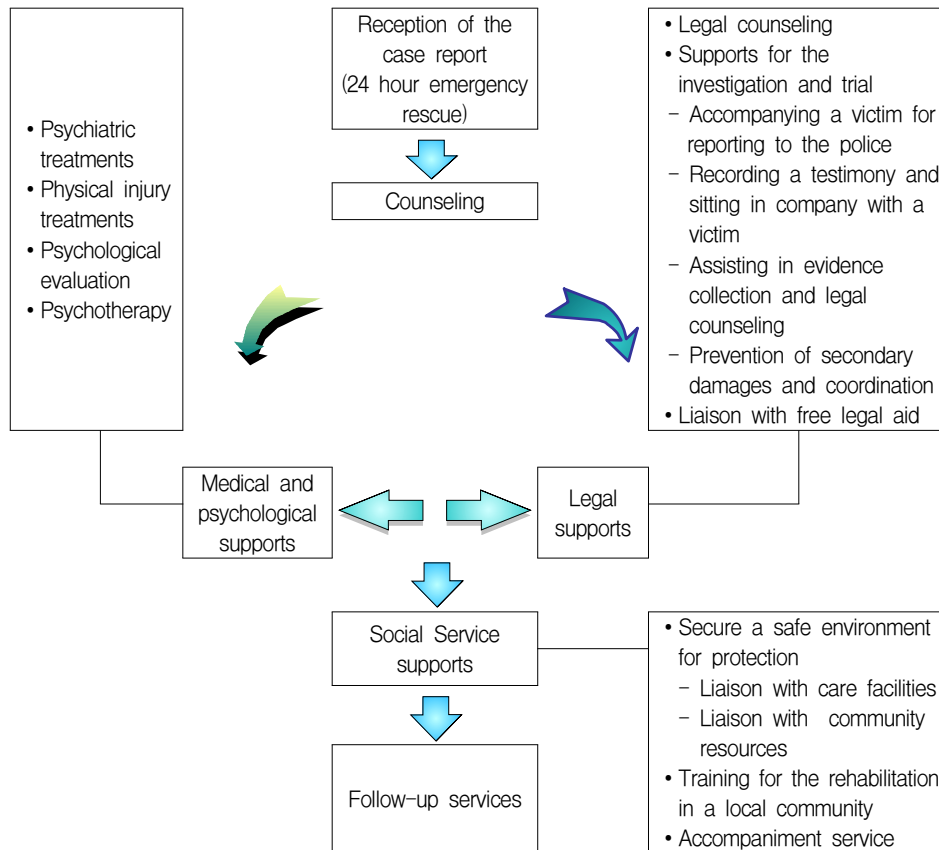 • Psychiatric
treatments
• Physical injury
treatments
• Psychological
evaluation
• Psychotherapy
Reception of the
case report
(24 hour emergency
rescue)
Counseling
• Legal counseling
• Supports for the
investigation and trial
- Accompanying a victim for
reporting to the police
- Recording a testimony and
sitting in company with a
victim
- Assisting in evidence
collection and legal
counseling
- Prevention of secondary
damages and coordination
• Liaison with free legal aid
Medical and
psychological
supports
Legal
supports
Social Service
supports
• Secure a safe environment
for protection
- Liaison with care facilities
- Liaison with community
resources
• Training for the rehabilitation
in a local community
• Accompaniment service
Follow-up services